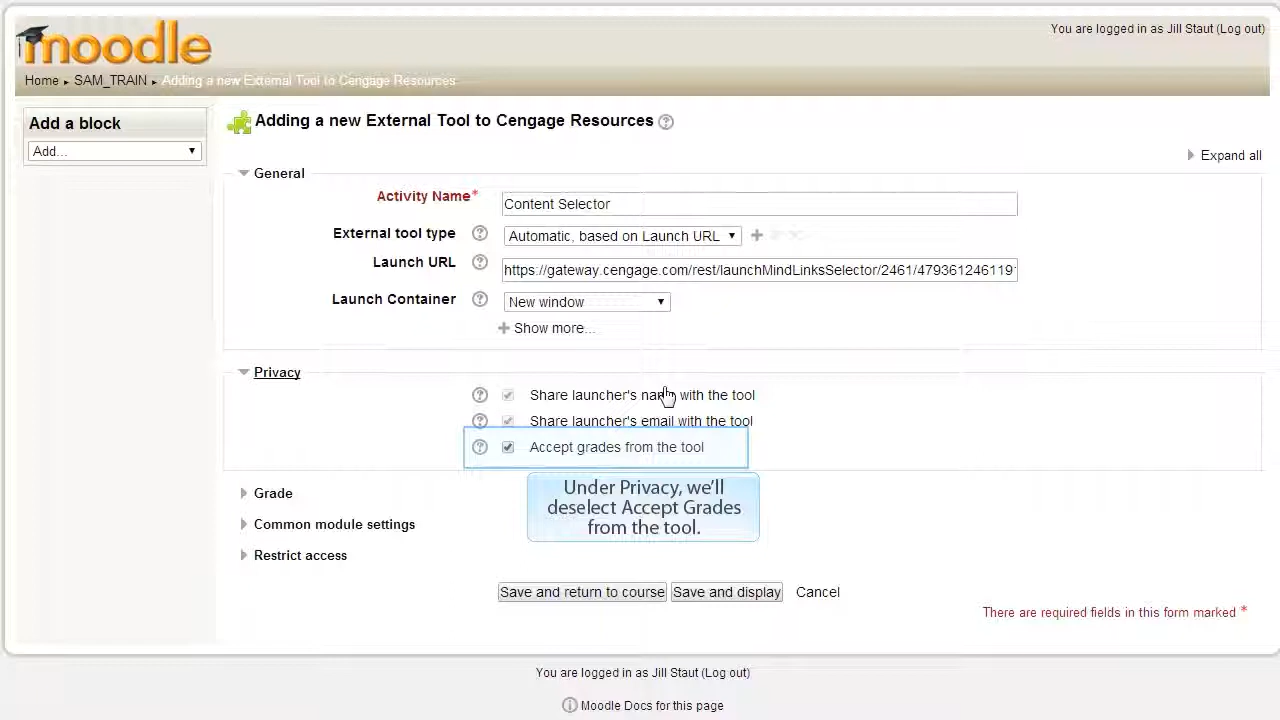 moodle
You are logged in as Jill Staut (Log out)
Home ▸ SAM_TRAIN ▸ Adding a new External Tool to Cengage Resources
Add a block
Add...
Adding a new External Tool to Cengage Resources
Expand all
General
Activity Name*
Content Selector
External tool type
Automatic, based on Launch URL
Launch URL
https://gateway.cengage.com/rest/launchMindLinksSelector/2461/479361246119
Launch Container
New window
Show more...
Privacy
Share launcher's name with the tool
Share launcher's email with the tool
Accept grades from the tool
Under Privacy, we'll
deselect Accept Grades
from the tool.
Grade
Common module settings
Restrict access
Save and return to course Save and display Cancel
There are required fields in this form marked *
You are logged in as Jill Staut (Log out)
Moodle Docs for this page